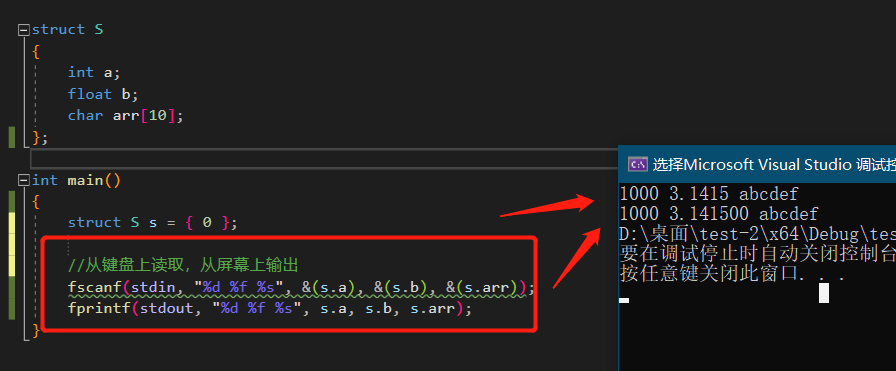 struct S
{
int a;
float b;
char arr[10];
};
int main()
{
struct S s = { 0 };
//从键盘上读取，从屏幕上输出
fscanf(stdin, "%d %f %s", &(s.a), &(s.b), &(s.arr));
fprintf(stdout, "%d %f %s", s.a, s.b, s.arr);
}
选择Microsoft Visual Studio 调试控
1000 3.1415 abcdef
1000 3.141500 abcdef
D:\桌面\test-2\x64\Debug\tes
要在调试停止时自动关闭控制台
按任意键关闭此窗口. . .